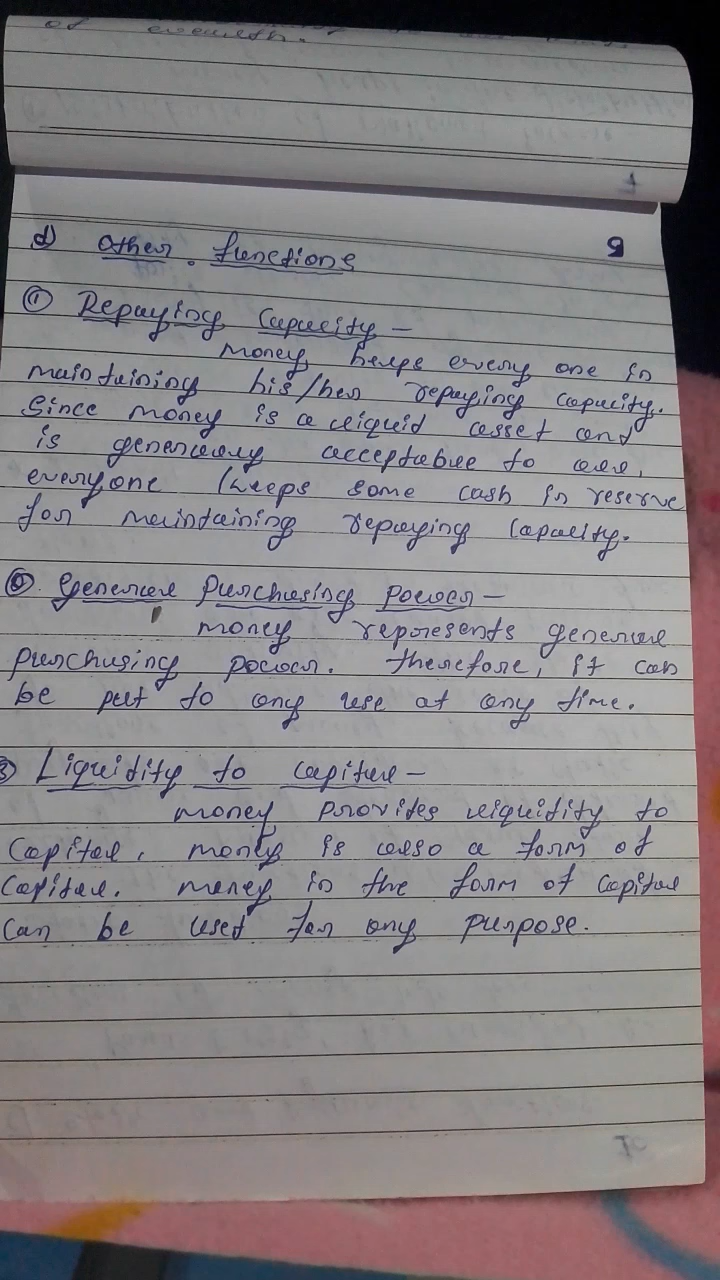 of wealth.
9
d) Other functions
① Repaying Capacity -
money helps every one in
maintaining his/her repaying capacity.
Since money is a liquid asset and
is generally acceptable to all,
everyone keeps some cash in reserve
for maintaining repaying capacity.
② General Purchasing Power -
money represents general
purchasing power. therefore, it can
be put to any use at any time.
3) Liquidity to capital -
money provides liquidity to
capital. money is also a form of
capital. money in the form of capital
can be used for any purpose.